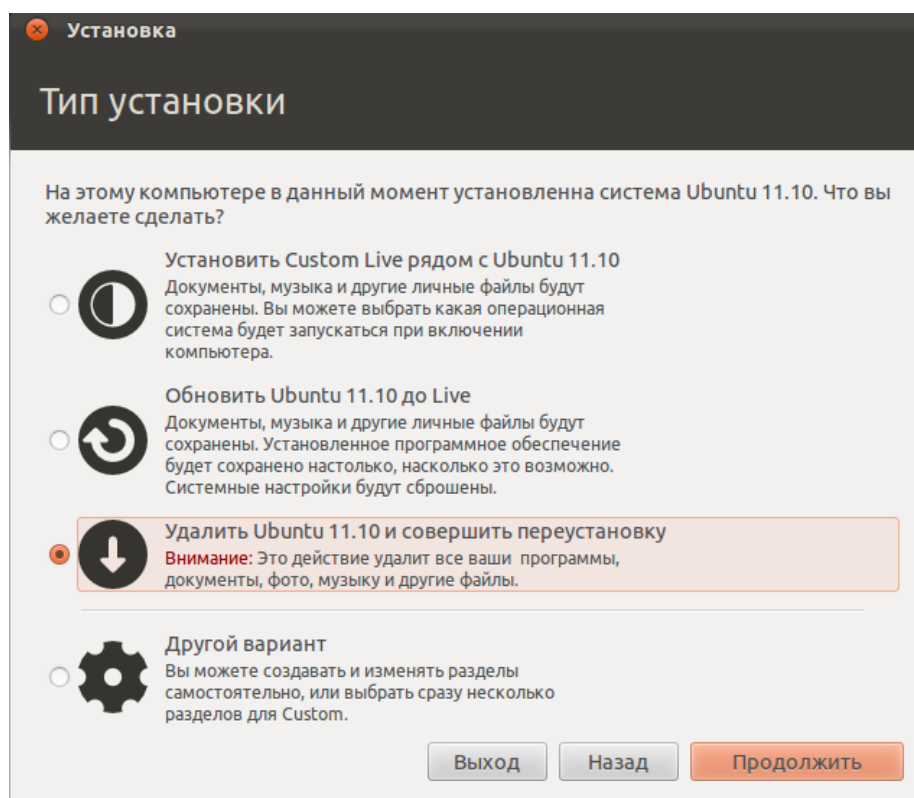 Установка
Тип установки
На этому компьютере в данный момент установленна система Ubuntu 11.10. Что вы
желаете сделать?
Установить Custom Live рядом с Ubuntu 11.10
Документы, музыка и другие личные файлы будут
сохранены. Вы можете выбрать какая операционная
система будет запускаться при включении
компьютера.
Обновить Ubuntu 11.10 до Live
Документы, музыка и другие личные файлы будут
сохранены. Установленное программное обеспечение
будет сохранено настолько, насколько это возможно.
Системные настройки будут сброшены.
Удалить Ubuntu 11.10 и совершить переустановку
Внимание: Это действие удалит все ваши программы,
документы, фото, музыку и другие файлы.
Другой вариант
Вы можете создавать и изменять разделы
самостоятельно, или выбрать сразу несколько
разделов для Custom.
Выход Назад Продолжить